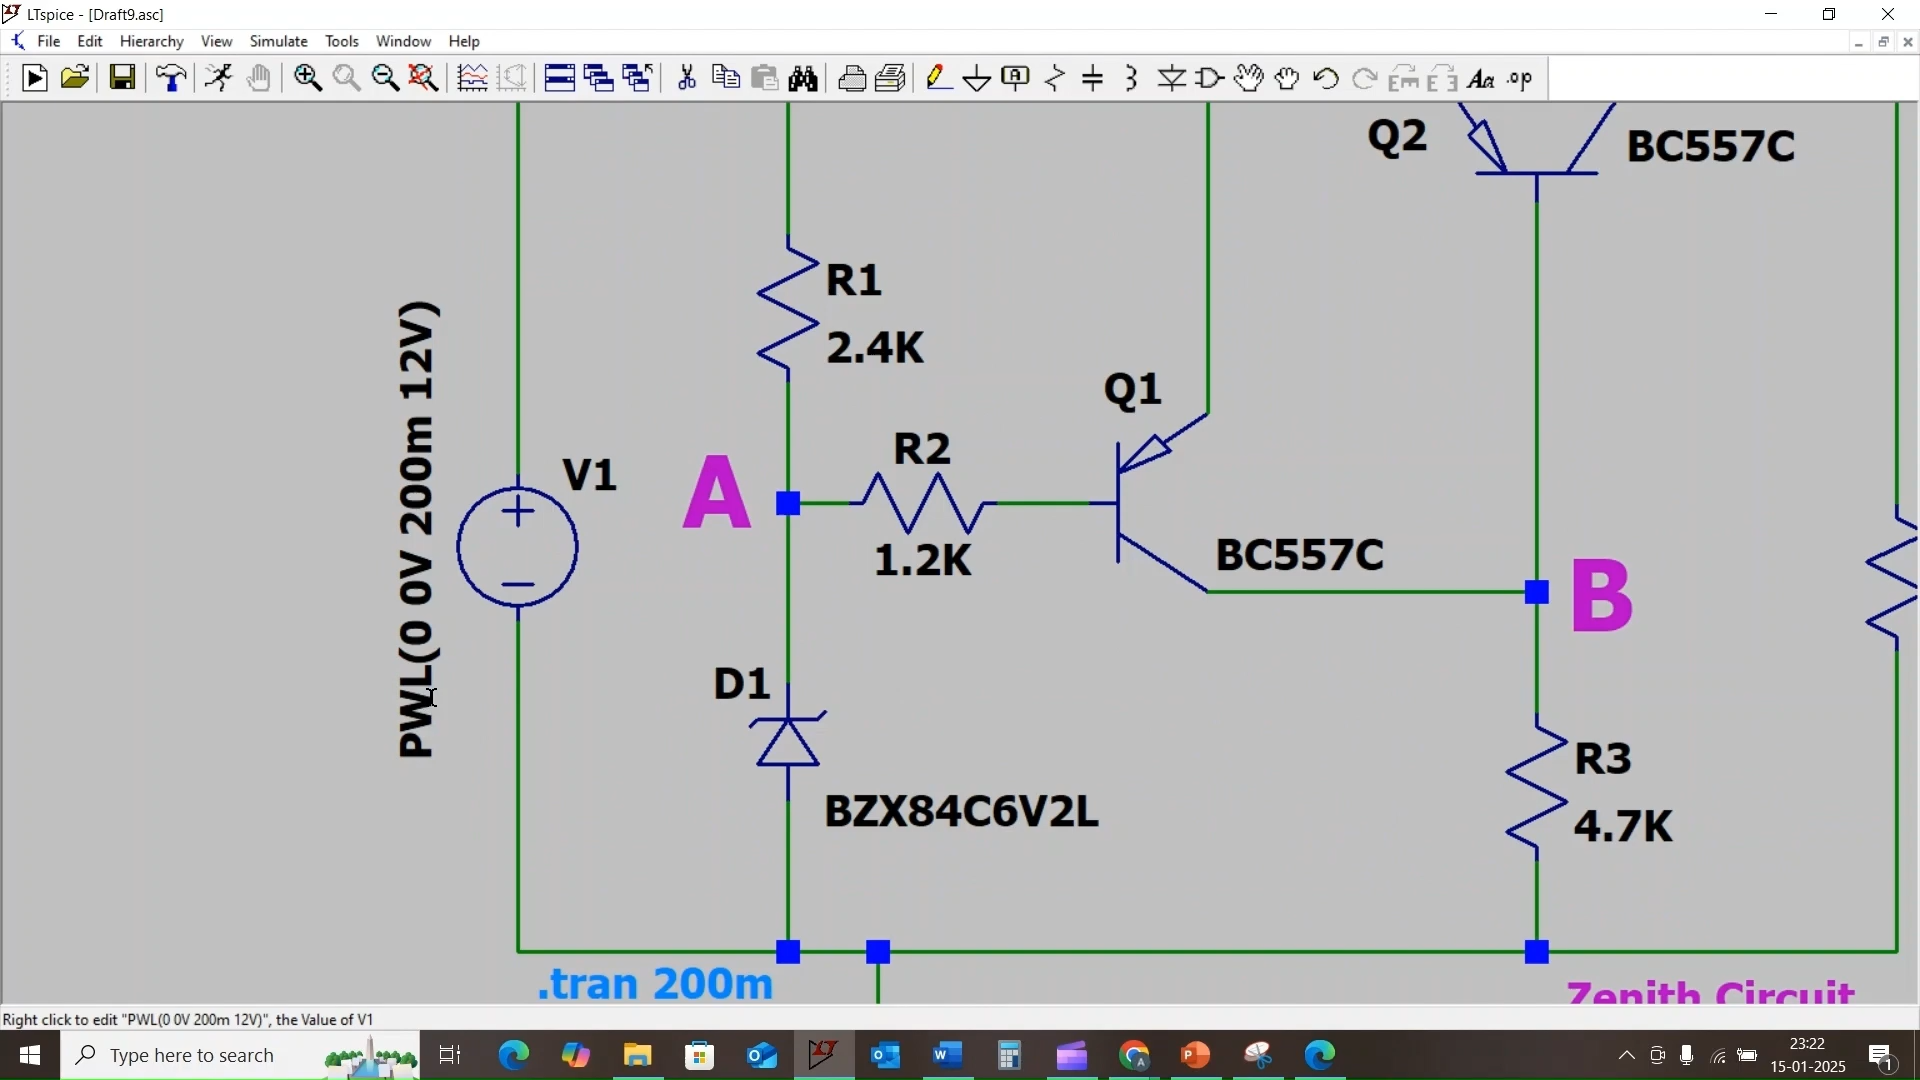 LTspice - [Draft9.asc]
File Edit Hierarchy View Simulate Tools Window Help
Aa .op
Q2
BC557C
R1
2.4K
Q1
R2
V1
A
1.2K
BC557C
B
PWL(0 0V 200m 12V)
D1
R3
BZX84C6V2L
4.7K
.tran 200m
Zenith Circuit
Right click to edit "PWL(0 0V 200m 12V)", the Value of V1
Type here to search
23:22
15-01-2025
1